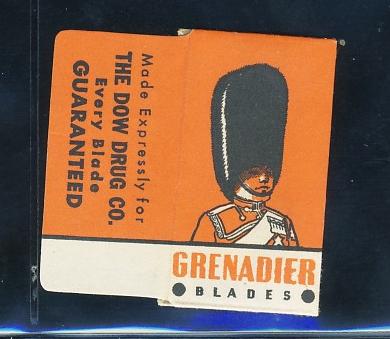 Made Expressly for
THE DOW DRUG CO.
Every Blade
GUARANTEED
GRENADIER
• BLADES •